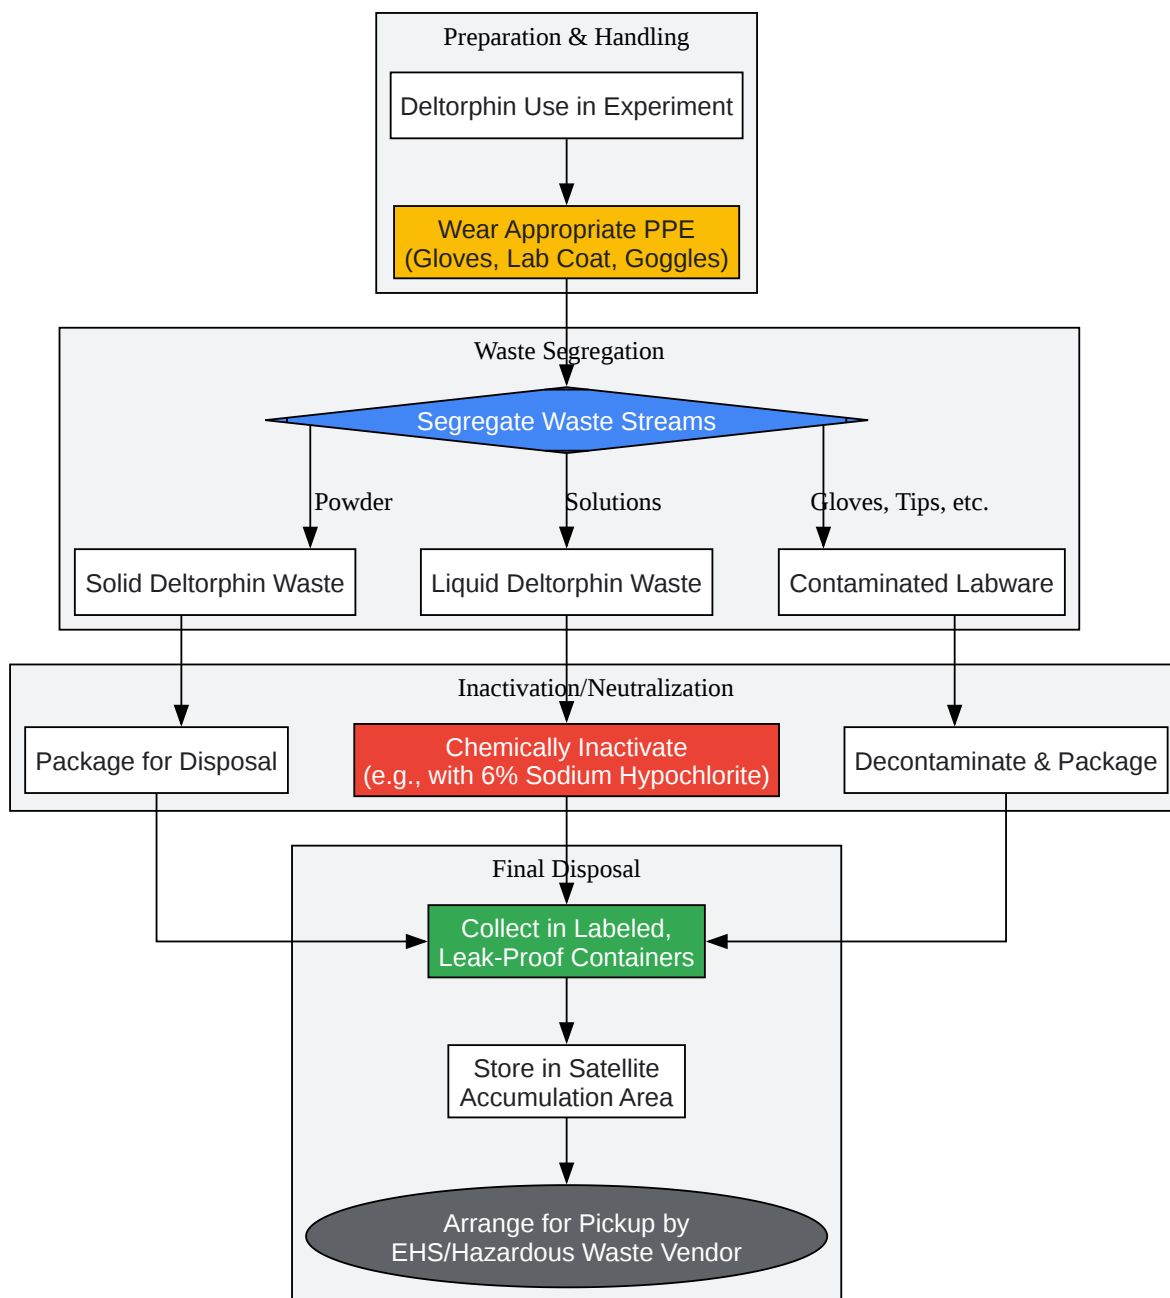 Preparation & Handling
Deltorphin Use in Experiment
Wear Appropriate PPE
(Gloves, Lab Coat, Goggles)
Waste Segregation
Segregate Waste Streams
Powder
Solutions
Gloves, Tips, etc.
Solid Deltorphin Waste
Liquid Deltorphin Waste
Contaminated Labware
Inactivation/Neutralization
Package for Disposal
Chemically Inactivate
(e.g., with 6% Sodium Hypochlorite)
Decontaminate & Package
Final Disposal
Collect in Labeled,
Leak-Proof Containers
Store in Satellite
Accumulation Area
Arrange for Pickup by
EHS/Hazardous Waste Vendor